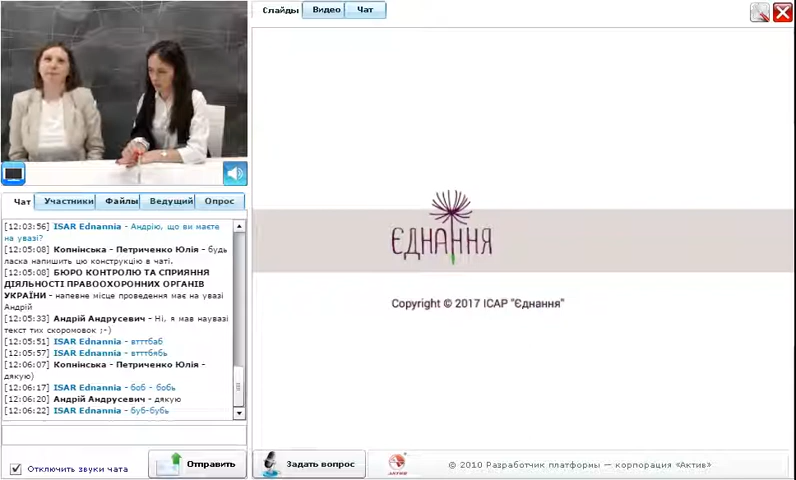 Слайды
Видео
Чат
Чат
Участники
Файлы
Ведущий
Опрос
[12:03:56] ISAR Ednannia - Андрію, що ви маєте
на увазі?
[12:05:08] Копнінська - Петриченко Юлія - будь
ласка напишить цю конструкцію в чаті.
[12:05:08] БЮРО КОНТРОЛЮ ТА СПРИЯННЯ
ДІЯЛЬНОСТІ ПРАВООХОРОННИХ ОРГАНІВ
УКРАЇНИ - напевне місце проведення має на увазі
Андрій
[12:05:33] Андрій Андрусевич - Ні, я мав наувазі
текст тих скоромовок ;-)
[12:05:51] ISAR Ednannia - втттбаб
[12:05:57] ISAR Ednannia - втттбябь
[12:06:07] Копнінська - Петриченко Юлія -
дякую)
[12:06:17] ISAR Ednannia - боб - бобь
[12:06:20] Андрій Андрусевич - дякую
[12:06:22] ISAR Ednannia - буб-бубь
ЄДНАННЯ
Copyright © 2017 ІСАР "Єднання"
Отключить звуки чата
Отправить
Задать вопрос
АКТИВ
© 2010 Разработчик платформы — корпорация «Актив»